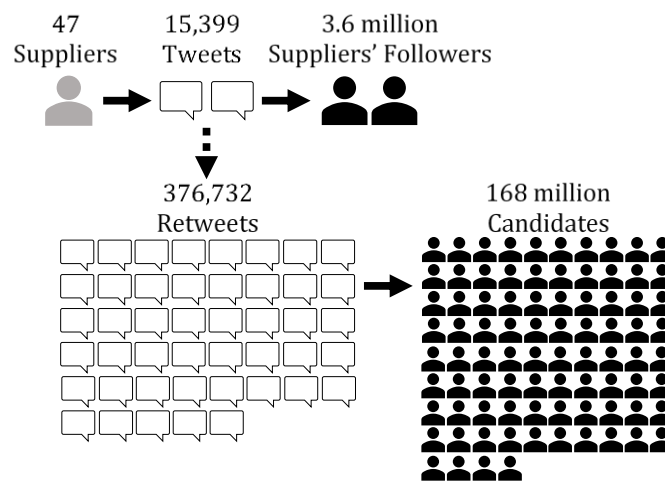 47
Suppliers
15,399
Tweets
3.6 million
Suppliers’ Followers
376,732
Retweets
168 million
Candidates